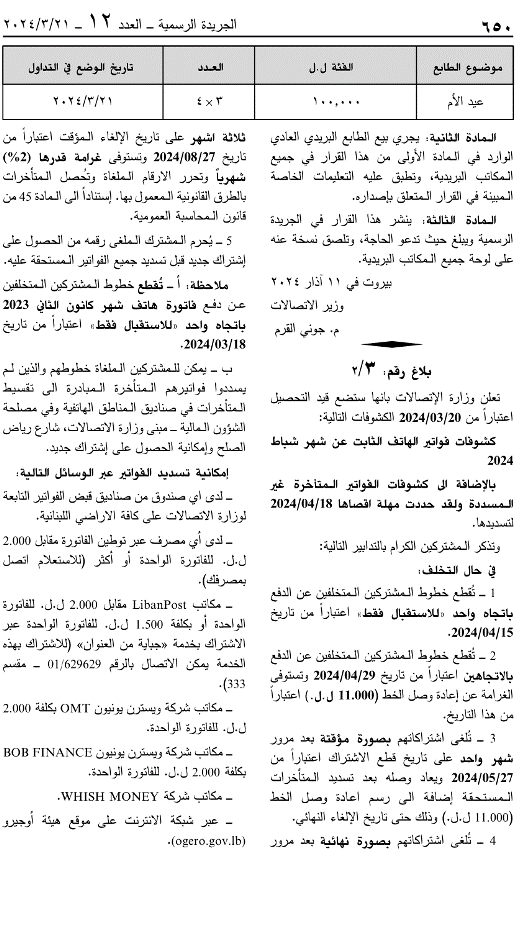 ٦٥٠
الجريدة الرسمية ـ العدد ١٢ ـ ٢٠٢٤/٣/٢١
موضوع الطابع الفئة ل.ل العدد تاريخ الوضع في التداول
عيد الأم ١٠٠,٠٠٠ ٣ × ٤ ٢٠٢٤/٣/٢١
المادة الثانية: يجري بيع الطابع البريدي العادي
الوارد في المادة الأولى من هذا القرار في جميع
المكاتب البريدية، وتطبق عليه التعليمات الخاصة
المبينة في القرار المتعلق بإصداره.
المادة الثالثة: ينشر هذا القرار في الجريدة
الرسمية ويبلغ حيث تدعو الحاجة، وتلصق نسخة عنه
على لوحة جميع المكاتب البريدية.
بيروت في ١١ آذار ٢٠٢٤
وزير الاتصالات
م. جوني القرم
بلاغ رقم: ٢/٣
تعلن وزارة الإتصالات بانها ستضع قيد التحصيل
اعتباراً من 2024/03/20 الكشوفات التالية:
كشوفات فواتير الهاتف الثابت عن شهر شباط
2024
بالإضافة الى كشوفات الفواتير المتأخرة غير
المسددة ولقد حددت مهلة اقصاها 2024/04/18
لتسديدها.
وتذكر المشتركين الكرام بالتدابير التالية:
في حال التخلف:
1 ـ تُقطع خطوط المشتركين المتخلفين عن الدفع
باتجاه واحد «للاستقبال فقط» اعتباراً من تاريخ
2024/04/15.
2 ـ تُقطع خطوط المشتركين المتخلفين عن الدفع
بالاتجاهين اعتباراً من تاريخ 2024/04/29 وتستوفى
الغرامة عن إعادة وصل الخط (11.000 ل.ل.) اعتباراً
من هذا التاريخ.
3 ـ تُلغى اشتراكاتهم بصورة مؤقتة بعد مرور
شهر واحد على تاريخ قطع الاشتراك اعتباراً من
2024/05/27 ويعاد وصله بعد تسديد المتأخرات
المستحقة إضافة الى رسم اعادة وصل الخط
(11.000 ل.ل.) وذلك حتى تاريخ الإلغاء النهائي.
4 ـ تُلغى اشتراكاتهم بصورة نهائية بعد مرور
ثلاثة اشهر على تاريخ الإلغاء المؤقت اعتباراً من
تاريخ 2024/08/27 وتستوفى غرامة قدرها (2%)
شهرياً وتحرر الارقام الملغاة وتُحصل المتأخرات
بالطرق القانونية المعمول بها. إستناداً الى المادة 45 من
قانون المحاسبة العمومية.
5 ـ يُحرم المشترك الملغى رقمه من الحصول على
إشتراك جديد قبل تسديد جميع الفواتير المستحقة عليه.
ملاحظة: أ ـ تُقطع خطوط المشتركين المتخلفين
عن دفع فاتورة هاتف شهر كانون الثاني 2023
باتجاه واحد «للاستقبال فقط» اعتباراً من تاريخ
2024/03/18.
ب ـ يمكن للمشتركين الملغاة خطوطهم والذين لم
يسددوا فواتيرهم المتأخرة المبادرة الى تقسيط
المتأخرات في صناديق المناطق الهاتفية وفي مصلحة
الشؤون المالية ـ مبنى وزارة الاتصالات، شارع رياض
الصلح وإمكانية الحصول على إشتراك جديد.
إمكانية تسديد الفواتير عبر الوسائل التالية:
ـ لدى اي صندوق من صناديق قبض الفواتير التابعة
لوزارة الاتصالات على كافة الاراضي اللبنانية.
ـ لدى أي مصرف عبر توطين الفاتورة مقابل 2.000
ل.ل. للفاتورة الواحدة أو أكثر (للاستعلام اتصل
بمصرفك).
ـ مكاتب LibanPost مقابل 2.000 ل.ل. للفاتورة
الواحدة أو بكلفة 1.500 ل.ل. للفاتورة الواحدة عبر
الاشتراك بخدمة «جباية من العنوان» (للاشتراك بهذه
الخدمة يمكن الاتصال بالرقم 01/629629 ـ مقسم
333).
ـ مكاتب شركة ويسترن يونيون OMT بكلفة 2.000
ل.ل. للفاتورة الواحدة.
ـ مكاتب شركة ويسترن يونيون BOB FINANCE
بكلفة 2.000 ل.ل. للفاتورة الواحدة.
ـ مكاتب شركة WHISH MONEY.
ـ عبر شبكة الانترنت على موقع هيئة أوجيرو
(ogero.gov.lb).